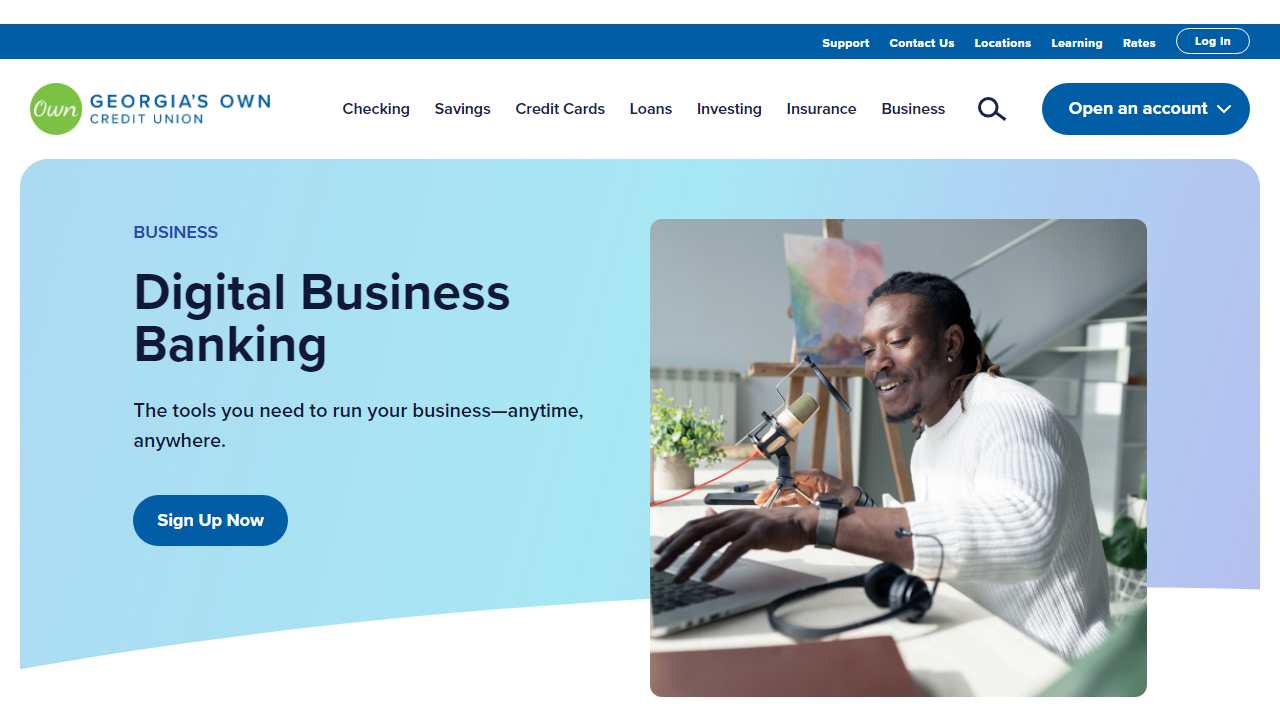 Support Contact Us Locations Learning Rates Log In
Own GEORGIA'S OWN
CREDIT UNION
Checking Savings Credit Cards Loans Investing Insurance Business Open an account
BUSINESS
Digital Business
Banking
The tools you need to run your business—anytime,
anywhere.
Sign Up Now